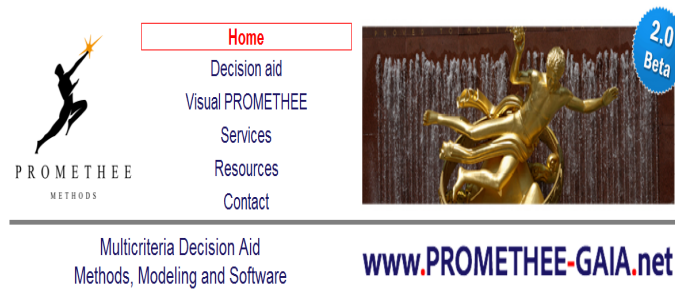 PROMETHEE
METHODS
Home
Decision aid
Visual PROMETHEE
Services
Resources
Contact
2.0
Beta
Multicriteria Decision Aid
Methods, Modeling and Software
www.PROMETHEE-GAIA.net